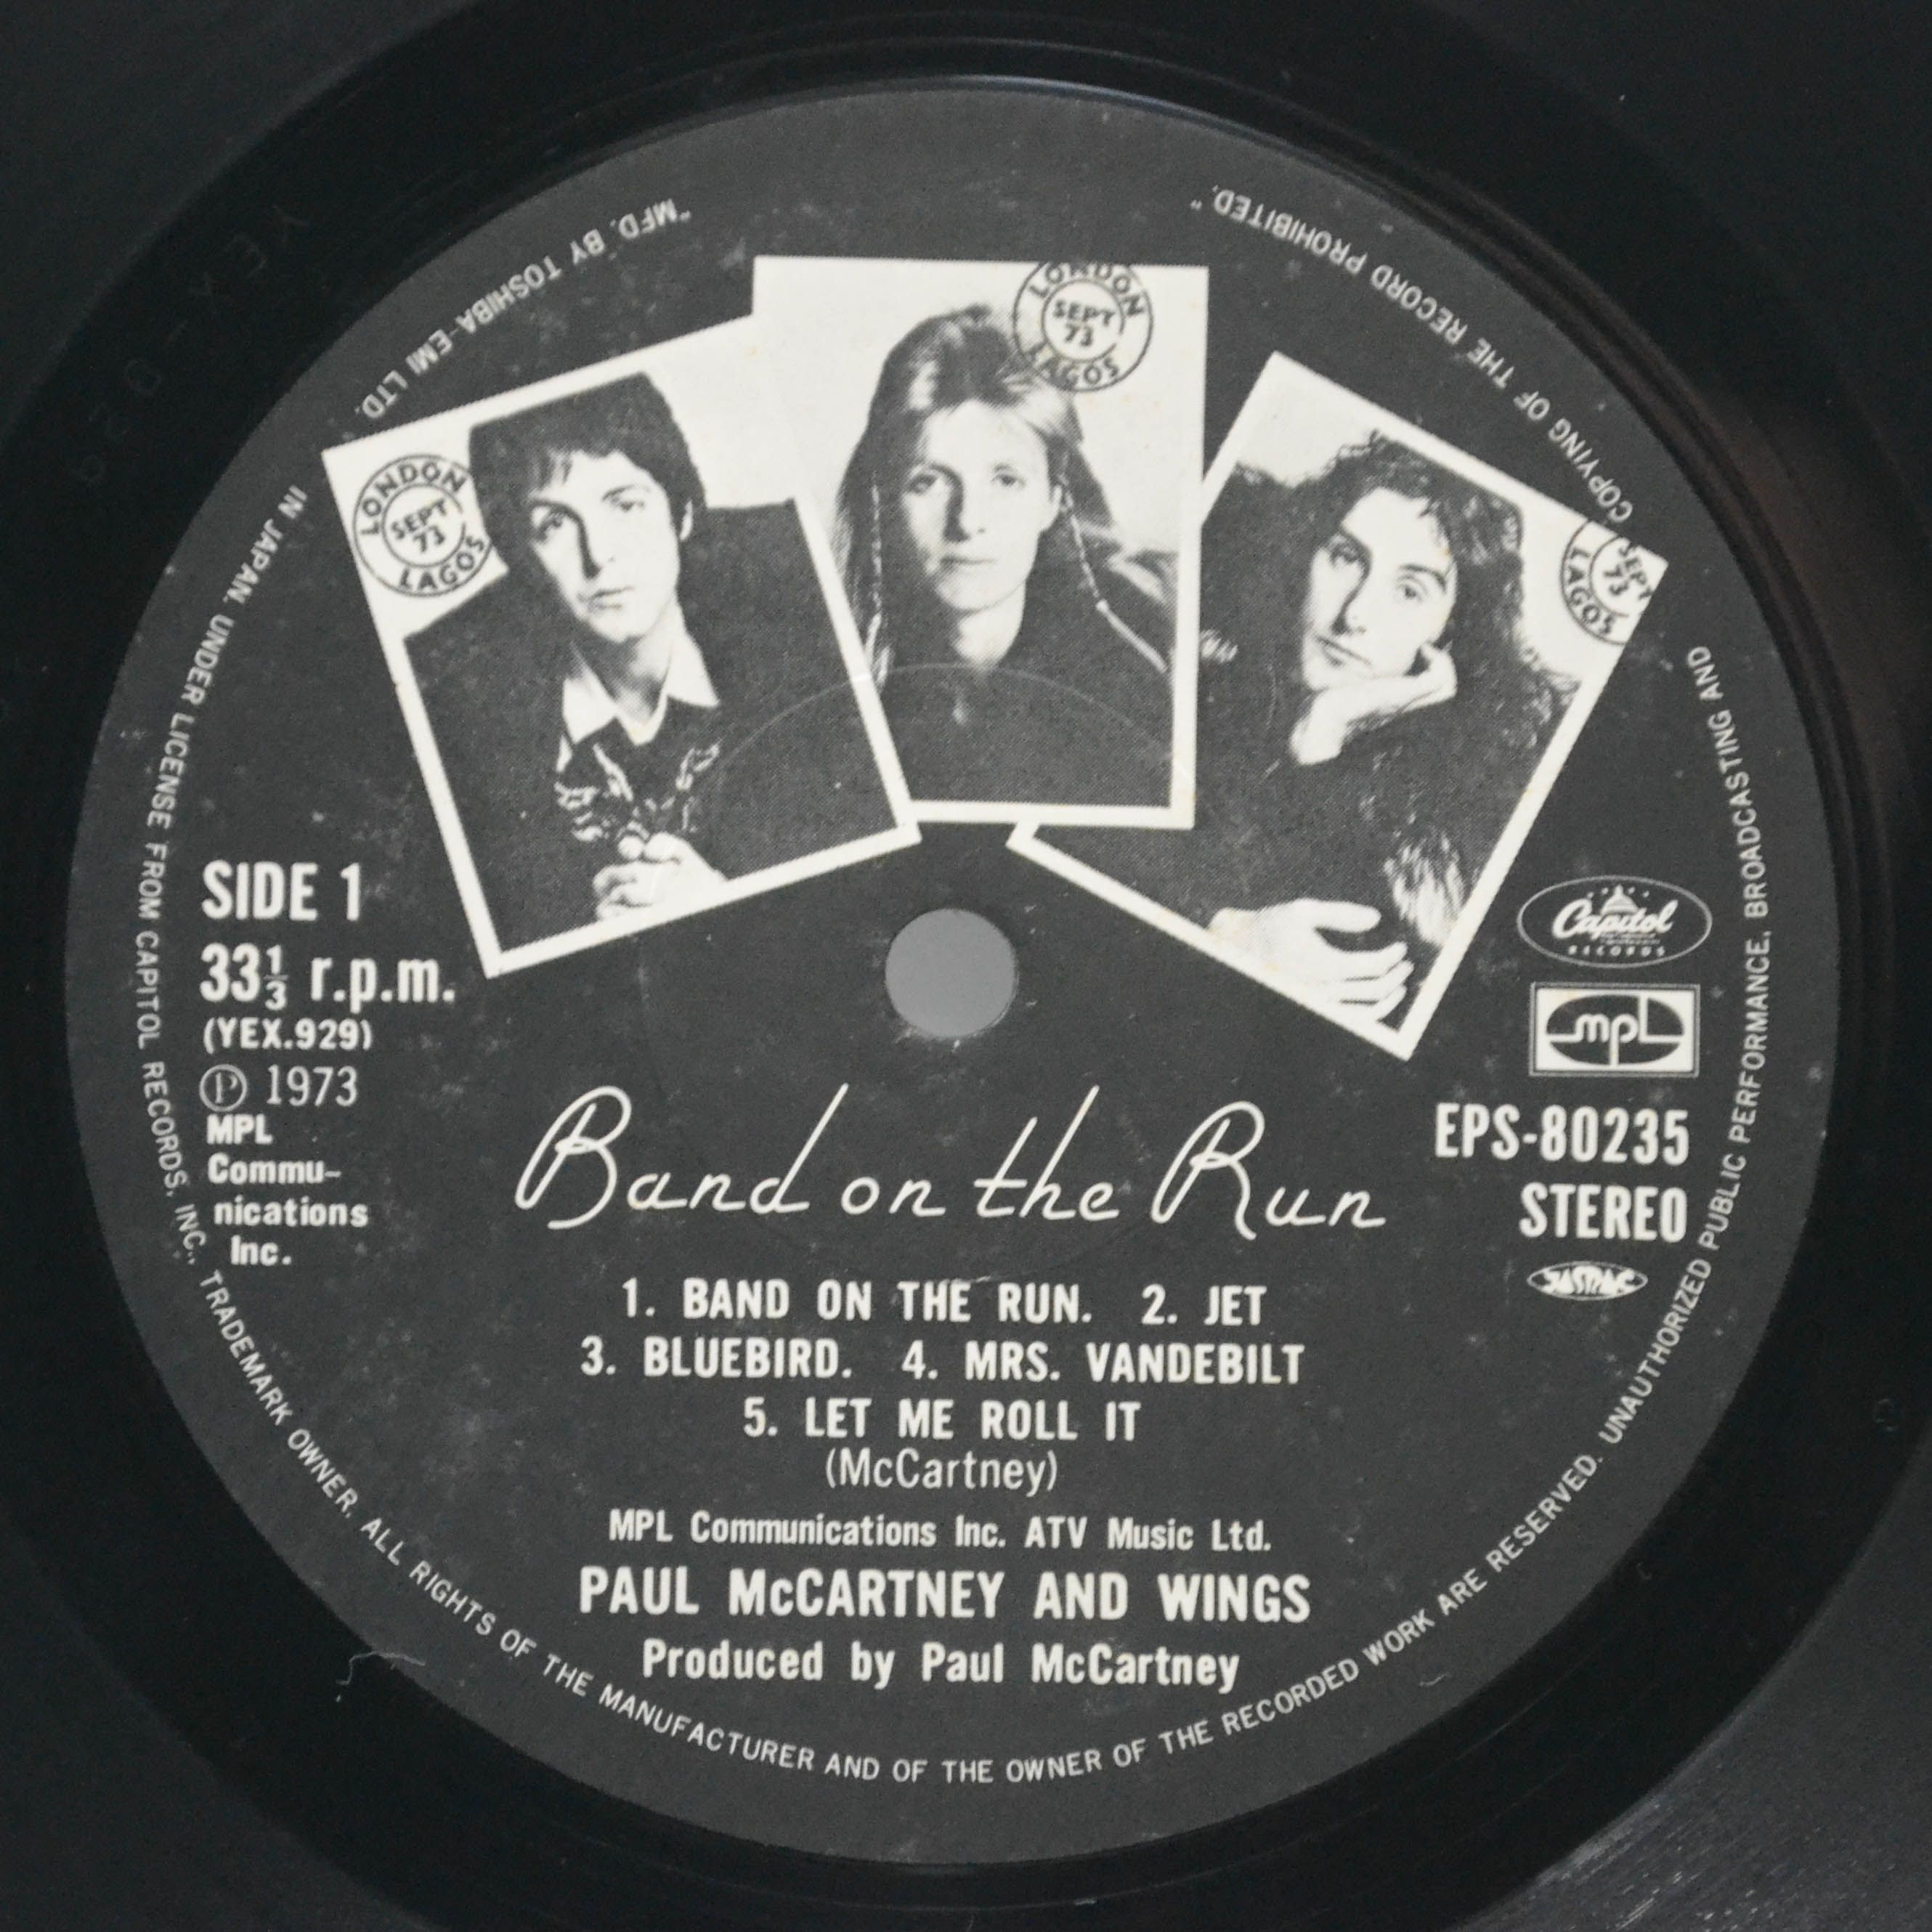 "MFD. BY TOSHIBA-EMI LTD. IN JAPAN. UNDER LICENSE FROM CAPITOL RECORDS, INC., TRADEMARK OWNER. ALL RIGHTS OF THE MANUFACTURER AND OF THE OWNER OF THE RECORDED WORK ARE RESERVED. UNAUTHORIZED PUBLIC PERFORMANCE, BROADCASTING AND COPYING OF THE RECORD PROHIBITED."
LONDON
SEPT
73
LAGOS
LONDON
SEPT
73
LAGOS
SEPT
73
LAGOS
SIDE 1
33⅓ r.p.m.
(YEX.929)
Ⓟ 1973
MPL
Commu-
nications
Inc.
Capitol
RECORDS
mpl
EPS-80235
STEREO
JASRAC
Band on the Run
1. BAND ON THE RUN. 2. JET
3. BLUEBIRD. 4. MRS. VANDEBILT
5. LET ME ROLL IT
(McCartney)
MPL Communications Inc. ATV Music Ltd.
PAUL McCARTNEY AND WINGS
Produced by Paul McCartney